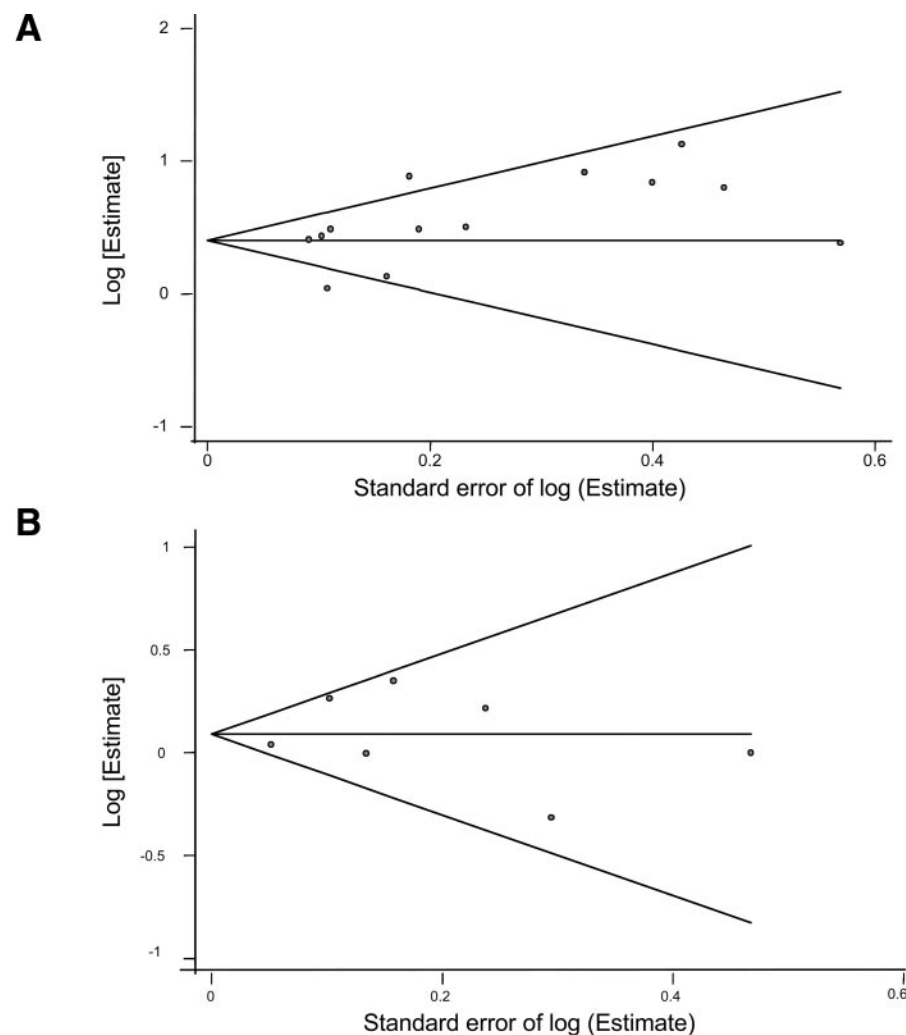 A
2
1
0
-1
Log [Estimate]
0
0.2
0.4
0.6
Standard error of log (Estimate)
B
1
0.5
0
-0.5
-1
Log [Estimate]
0
0.2
0.4
0.6
Standard error of log (Estimate)